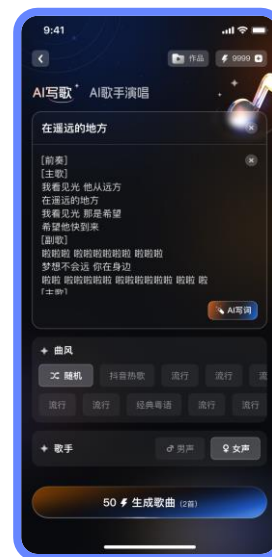 9:41
作品
9999
AI写歌 AI歌手演唱
在遥远的地方
[前奏]
[主歌]
我看见光 他从远方
在遥远的地方
我看见光 那是希望
希望他快到来
[副歌]
啦啦啦 啦啦啦啦啦啦 啦啦啦
梦想不会远 你在身边
啦啦 啦啦啦啦啦 啦啦啦啦啦啦 啦啦 啦
[主歌]
AI写词
曲风
随机 抖音热歌 流行 流行 流
流行 流行 经典粤语 流行 流行
歌手
男声 女声
50 生成歌曲 (2首)